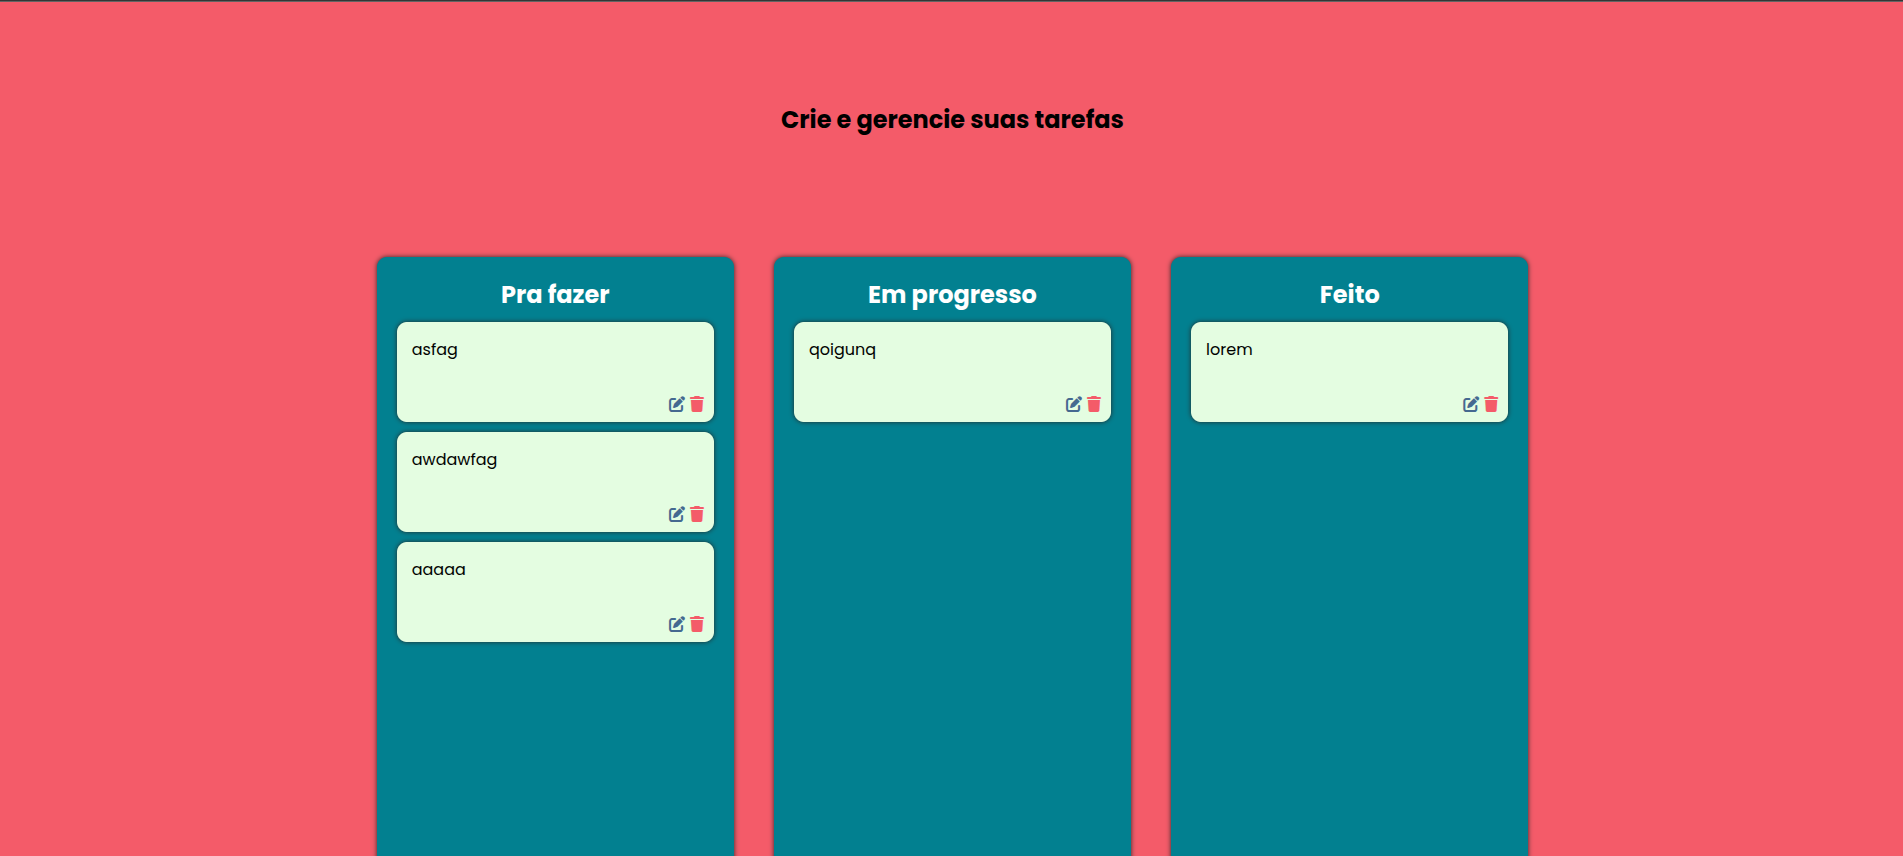 Crie e gerencie suas tarefas
Pra fazer
asfag
awdawfag
aaaaa
Em progresso
qoigunq
Feito
lorem